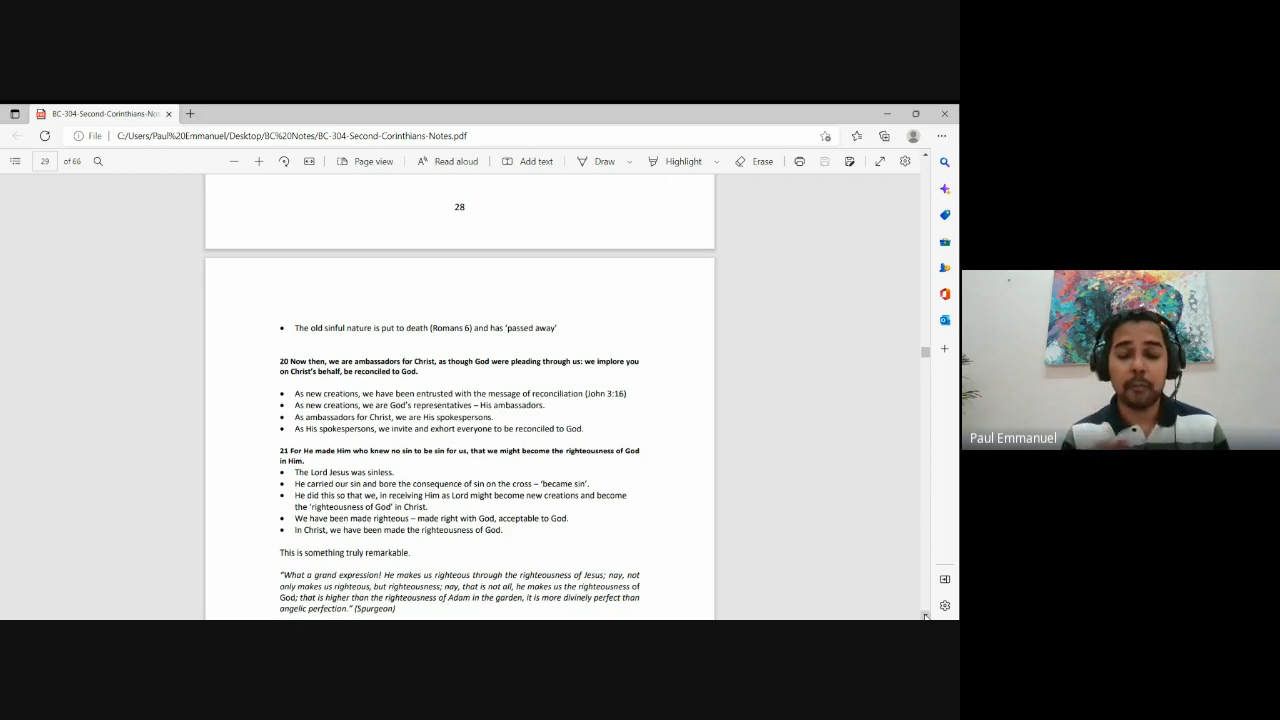 BC-304-Second-Corinthians-No
File
C:/Users/Paul%20Emmanuel/Desktop/BC%20Notes/BC-304-Second-Corinthians-Notes.pdf
29 of 66
Page view
Read aloud
Add text
Draw
Highlight
Erase
28
• The old sinful nature is put to death (Romans 6) and has ‘passed away’
20 Now then, we are ambassadors for Christ, as though God were pleading through us: we implore you
on Christ’s behalf, be reconciled to God.
• As new creations, we have been entrusted with the message of reconciliation (John 3:16)
• As new creations, we are God’s representatives – His ambassadors.
• As ambassadors for Christ, we are His spokespersons.
• As His spokespersons, we invite and exhort everyone to be reconciled to God.
21 For He made Him who knew no sin to be sin for us, that we might become the righteousness of God
in Him.
• The Lord Jesus was sinless.
• He carried our sin and bore the consequence of sin on the cross – ‘became sin’.
• He did this so that we, in receiving Him as Lord might become new creations and become
the ‘righteousness of God’ in Christ.
• We have been made righteous – made right with God, acceptable to God.
• In Christ, we have been made the righteousness of God.
This is something truly remarkable.
“What a grand expression! He makes us righteous through the righteousness of Jesus; nay, not
only makes us righteous, but righteousness; nay, that is not all, he makes us the righteousness of
God; that is higher than the righteousness of Adam in the garden, it is more divinely perfect than
angelic perfection.” (Spurgeon)
Paul Emmanuel